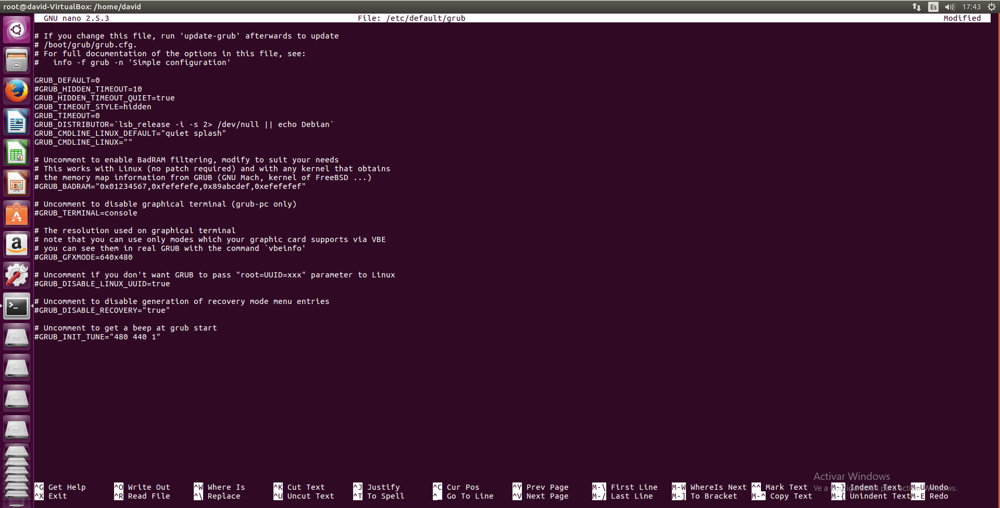 root@david-VirtualBox: /home/david
Es
17:43
GNU nano 2.5.3 File: /etc/default/grub Modified
# If you change this file, run 'update-grub' afterwards to update
# /boot/grub/grub.cfg.
# For full documentation of the options in this file, see:
#   info -f grub -n 'Simple configuration'
GRUB_DEFAULT=0
#GRUB_HIDDEN_TIMEOUT=10
GRUB_HIDDEN_TIMEOUT_QUIET=true
GRUB_TIMEOUT_STYLE=hidden
GRUB_TIMEOUT=0
GRUB_DISTRIBUTOR=`lsb_release -i -s 2> /dev/null || echo Debian`
GRUB_CMDLINE_LINUX_DEFAULT="quiet splash"
GRUB_CMDLINE_LINUX=""
# Uncomment to enable BadRAM filtering, modify to suit your needs
# This works with Linux (no patch required) and with any kernel that obtains
# the memory map information from GRUB (GNU Mach, kernel of FreeBSD ...)
#GRUB_BADRAM="0x01234567,0xfefefefe,0x89abcdef,0xefefefef"
# Uncomment to disable graphical terminal (grub-pc only)
#GRUB_TERMINAL=console
# The resolution used on graphical terminal
# note that you can use only modes which your graphic card supports via VBE
# you can see them in real GRUB with the command `vbeinfo'
#GRUB_GFXMODE=640x480
# Uncomment if you don't want GRUB to pass "root=UUID=xxx" parameter to Linux
#GRUB_DISABLE_LINUX_UUID=true
# Uncomment to disable generation of recovery mode menu entries
#GRUB_DISABLE_RECOVERY="true"
# Uncomment to get a beep at grub start
#GRUB_INIT_TUNE="480 440 1"
Activar Windows
Ve a Configuración para activar Windows.
^G Get Help ^O Write Out ^W Where Is ^K Cut Text ^J Justify ^C Cur Pos ^Y Prev Page M-\ First Line M-W WhereIs Next ^^ Mark Text M-} Indent Text M-U Undo
^X Exit ^R Read File ^\ Replace ^U Uncut Text ^T To Spell ^_ Go To Line ^V Next Page M-/ Last Line M-] To Bracket M-^ Copy Text M-{ Unindent Text M-E Redo